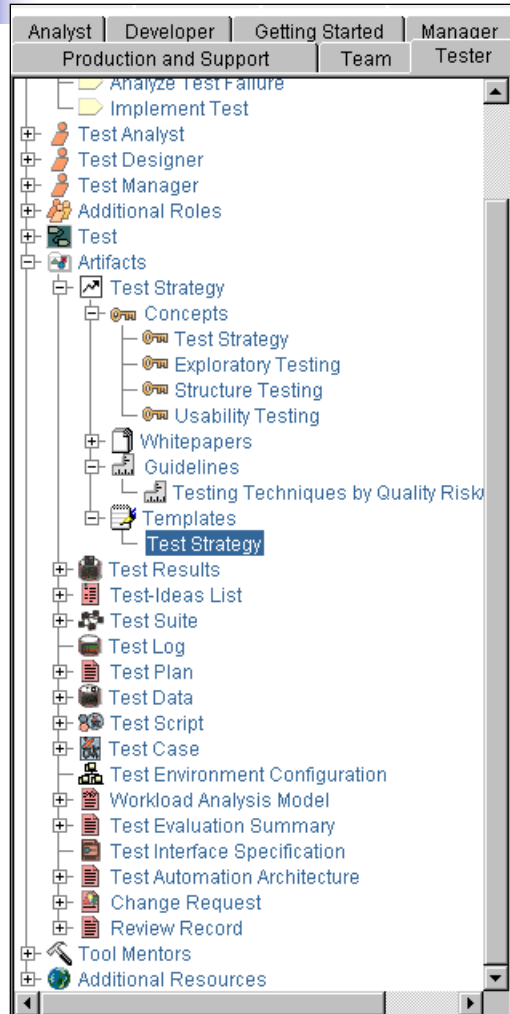 Analyst Developer Getting Started Manager
Production and Support Team Tester
Analyze Test Failure
Implement Test
Test Analyst
Test Designer
Test Manager
Additional Roles
Test
Artifacts
Test Strategy
Concepts
Test Strategy
Exploratory Testing
Structure Testing
Usability Testing
Whitepapers
Guidelines
Testing Techniques by Quality Risk/
Templates
Test Strategy
Test Results
Test-Ideas List
Test Suite
Test Log
Test Plan
Test Data
Test Script
Test Case
Test Environment Configuration
Workload Analysis Model
Test Evaluation Summary
Test Interface Specification
Test Automation Architecture
Change Request
Review Record
Tool Mentors
Additional Resources